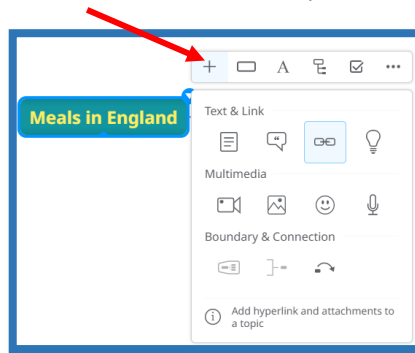 A
Meals in England
Text & Link
Multimedia
Boundary & Connection
Add hyperlink and attachments to
a topic